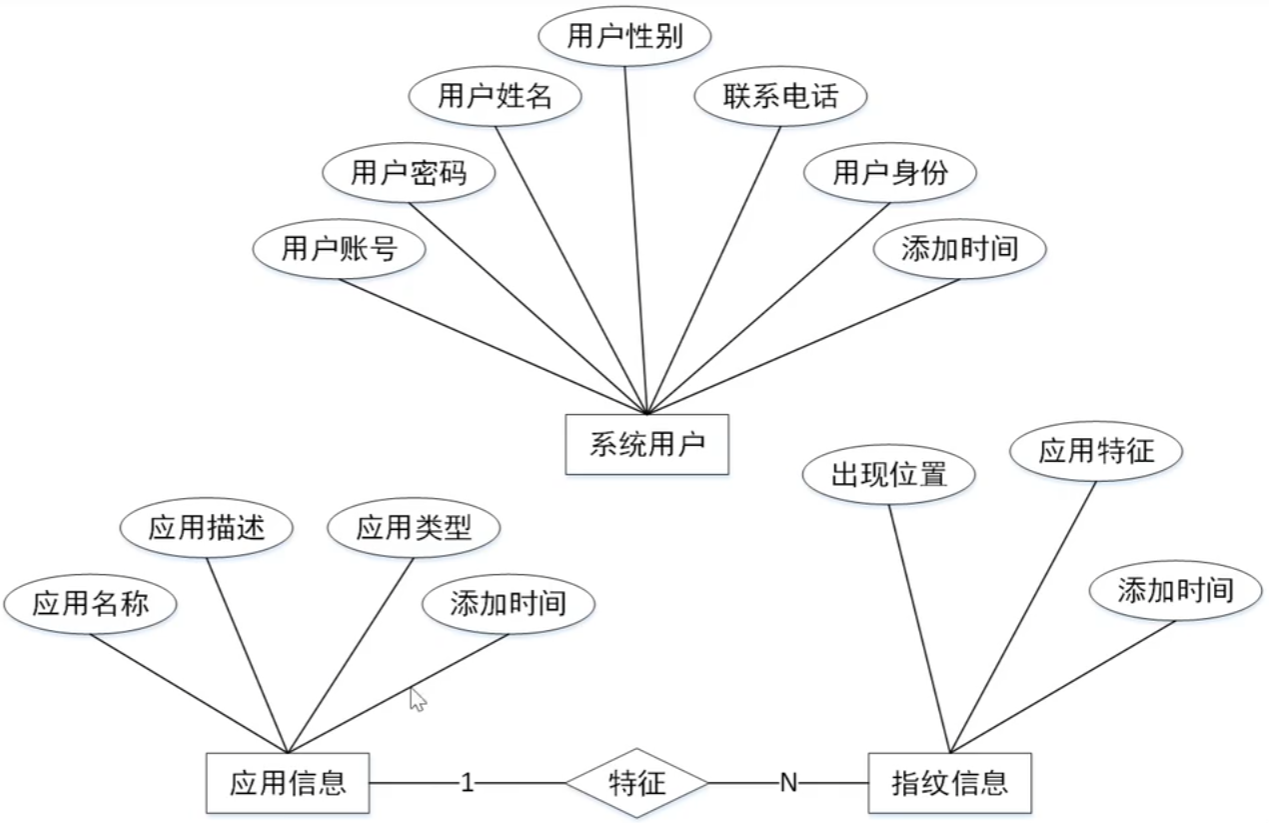 用户性别
用户姓名
联系电话
用户密码
用户身份
用户账号
添加时间
系统用户
出现位置
应用特征
应用描述
应用类型
添加时间
应用名称
添加时间
应用信息
1
特征
N
指纹信息